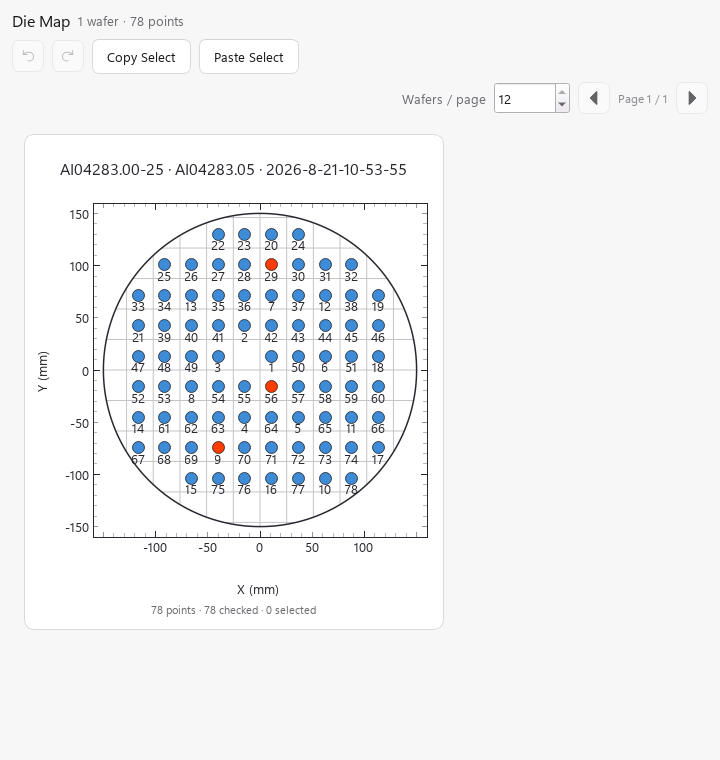 Die Map 1 wafer · 78 points
Copy Select Paste Select
Wafers / page 12 Page 1 / 1
AI04283.00-25 · AI04283.05 · 2026-8-21-10-53-55
150
22 23 20 24
100
25 26 27 28 29 30 31 32
33 34 13 35 36 7 37 12 38 19
50
21 39 40 41 2 42 43 44 45 46
0
47 48 49 3 1 50 6 51 18
52 53 8 54 55 56 57 58 59 60
-50
14 61 62 63 4 64 5 65 11 66
67 68 69 9 70 71 72 73 74 17
-100
15 75 76 16 77 10 78
-150
Y (mm)
-100 -50 0 50 100
X (mm)
78 points · 78 checked · 0 selected